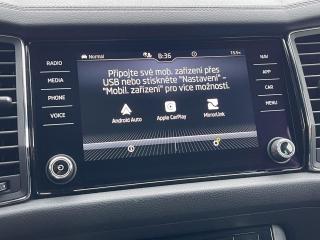 Normal
8:36
RADIO
MEDIA
PHONE
VOICE
NAV
APP
CAR
MENU
Připojte své mob. zařízení přes
USB nebo stiskněte "Nastavení" –
"Mobil. zařízení" pro více možností.
Android Auto
Apple CarPlay
MirrorLink